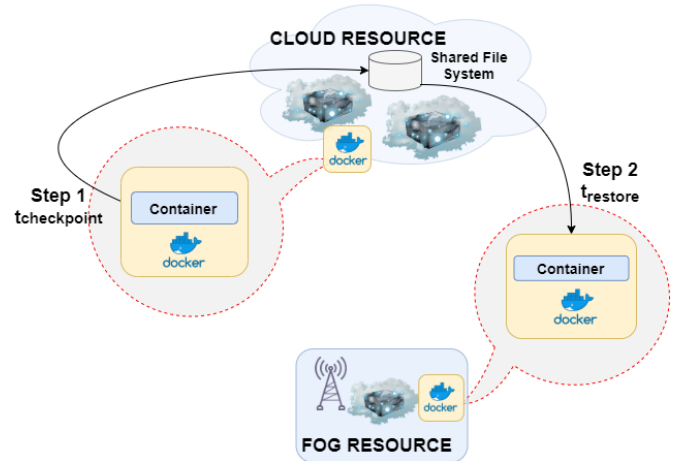 CLOUD RESOURCE
Shared File
System
docker
Step 1
tcheckpoint
Container
docker
Step 2
trestore
Container
docker
docker
FOG RESOURCE